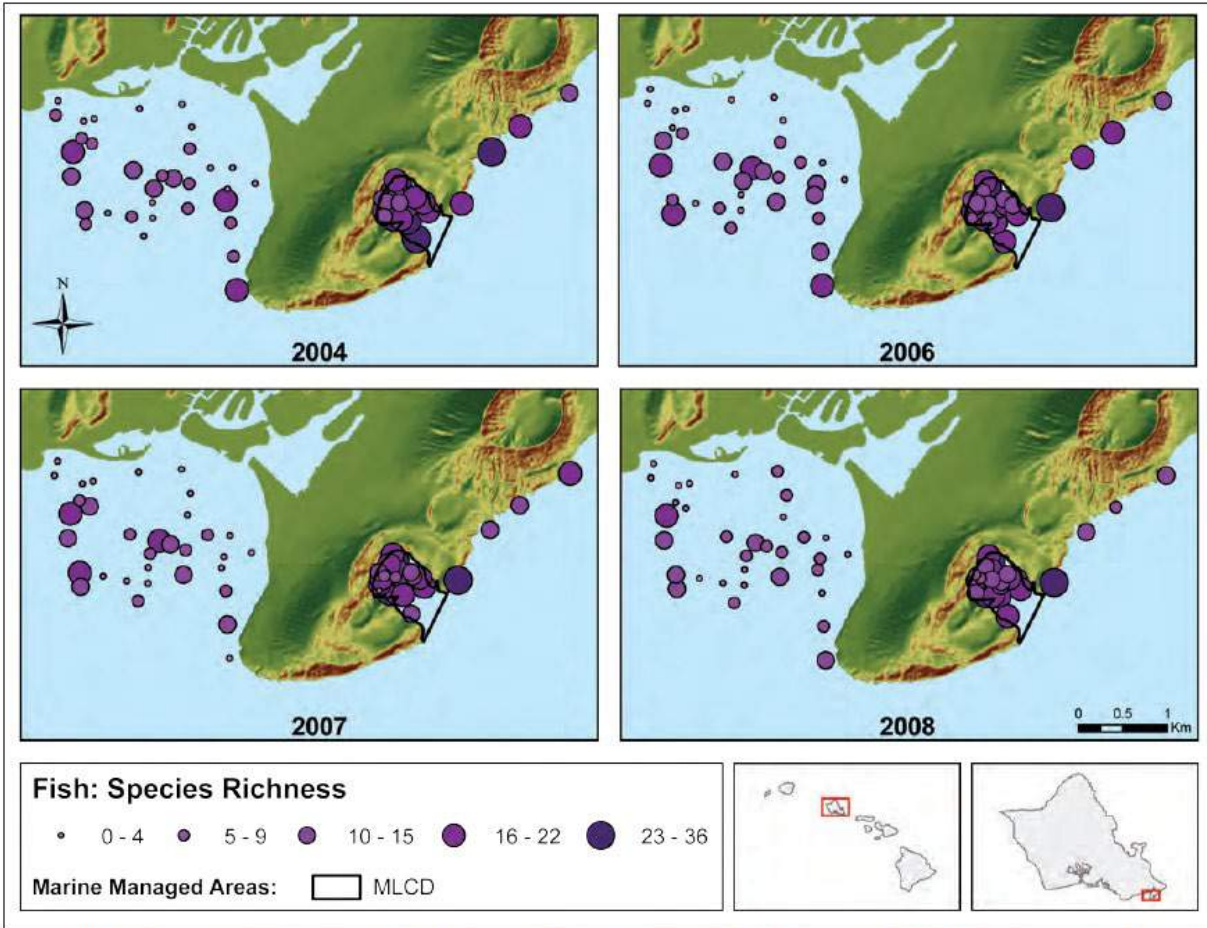 N
2004
2006
2007
2008
0 0.5 1
Km
Fish: Species Richness
0 - 4 5 - 9 10 - 15 16 - 22 23 - 36
Marine Managed Areas: MLCD